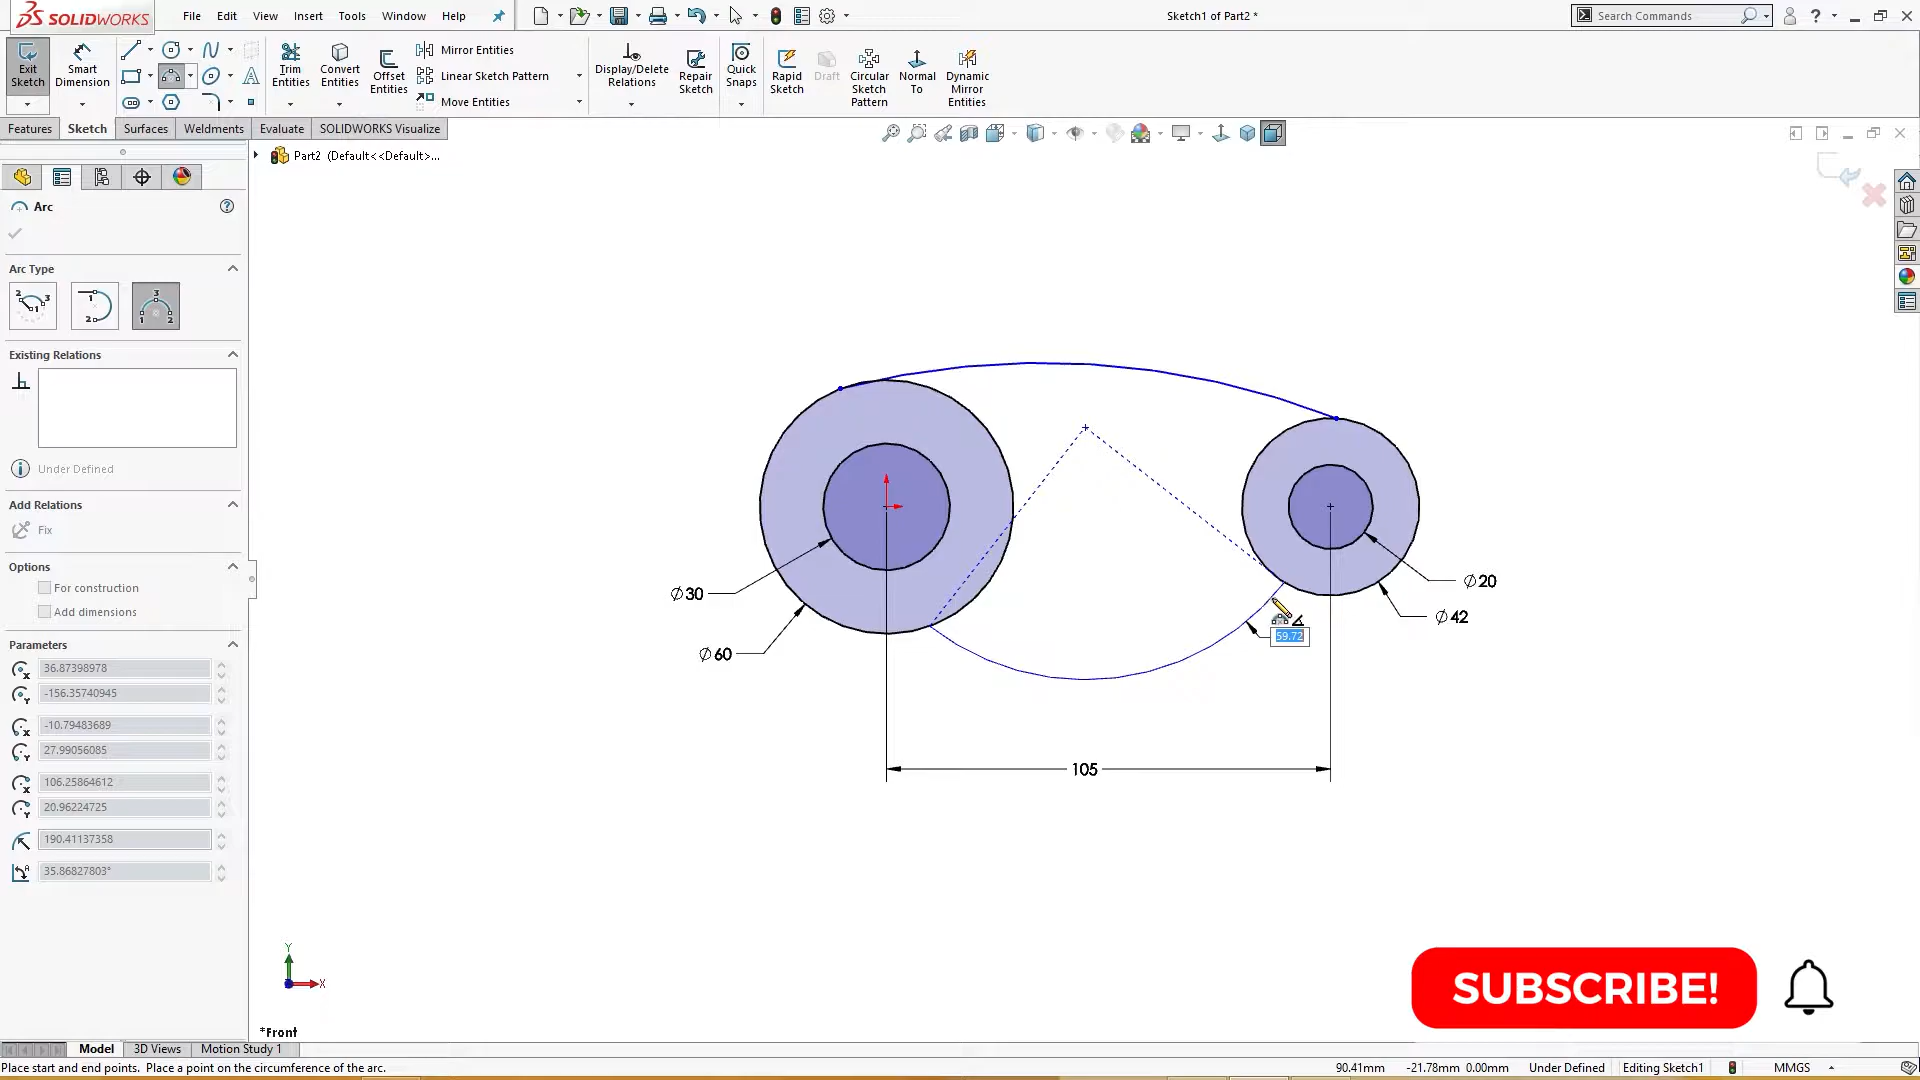 SOLIDWORKS File Edit View Insert Tools Window Help Sketch1 of Part2 * Search Commands
Exit Sketch
Smart Dimension
Trim Entities
Convert Entities
Offset Entities
Mirror Entities
Linear Sketch Pattern
Move Entities
Display/Delete Relations
Repair Sketch
Quick Snaps
Rapid Sketch
Draft
Circular Sketch Pattern
Normal To
Dynamic Mirror Entities
Features Sketch Surfaces Weldments Evaluate SOLIDWORKS Visualize
Part2 (Default<<Default>...
Arc
Arc Type
Existing Relations
Under Defined
Add Relations
Fix
Options
For construction
Add dimensions
Parameters
36.87398978
-156.35740945
-10.79483689
27.99056085
106.25864612
20.96224725
190.41137358
35.86827803°
∅30
∅60
∅20
∅42
59.72
105
Y
X
*Front
SUBSCRIBE!
Model 3D Views Motion Study 1
Place start and end points. Place a point on the circumference of the arc. 90.41mm -21.78mm 0.00mm Under Defined Editing Sketch1 MMGS